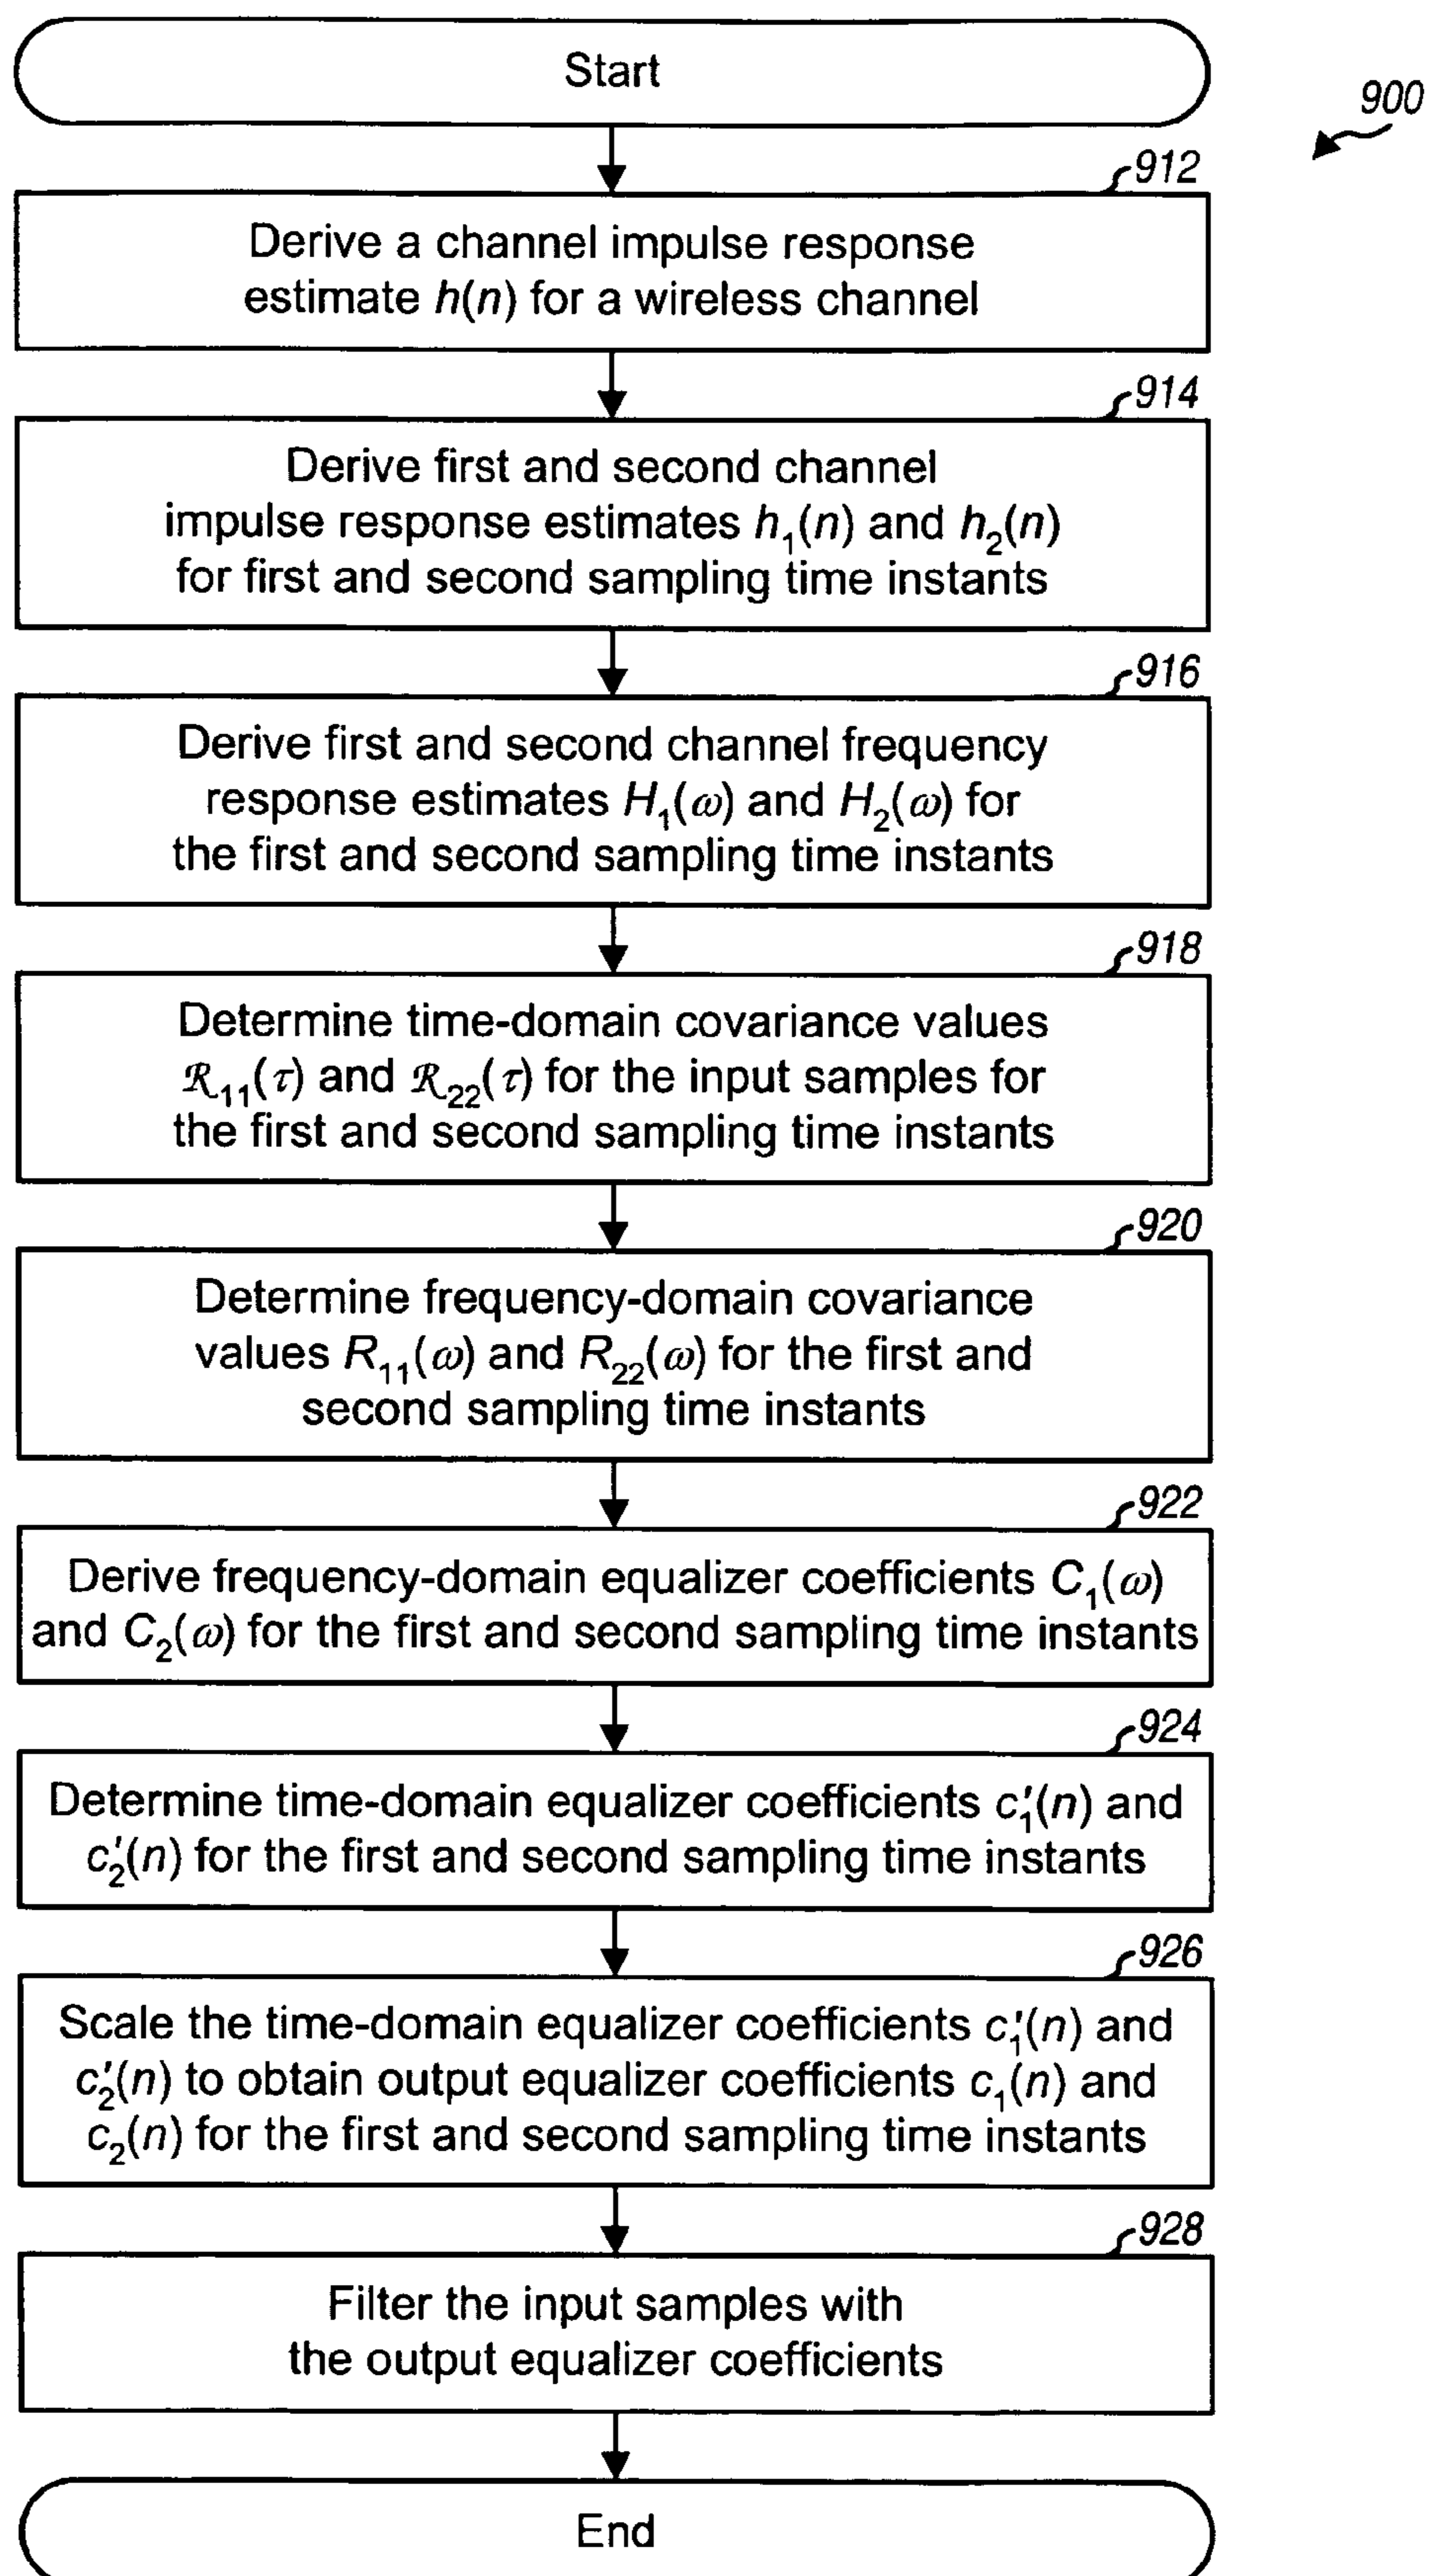 Start
900
912
Derive a channel impulse response
estimate h(n) for a wireless channel
914
Derive first and second channel
impulse response estimates h₁(n) and h₂(n)
for first and second sampling time instants
916
Derive first and second channel frequency
response estimates H₁(ω) and H₂(ω) for
the first and second sampling time instants
918
Determine time-domain covariance values
ℛ₁₁(τ) and ℛ₂₂(τ) for the input samples for
the first and second sampling time instants
920
Determine frequency-domain covariance
values R₁₁(ω) and R₂₂(ω) for the first and
second sampling time instants
922
Derive frequency-domain equalizer coefficients C₁(ω)
and C₂(ω) for the first and second sampling time instants
924
Determine time-domain equalizer coefficients c₁′(n) and
c₂′(n) for the first and second sampling time instants
926
Scale the time-domain equalizer coefficients c₁′(n) and
c₂′(n) to obtain output equalizer coefficients c₁(n) and
c₂(n) for the first and second sampling time instants
928
Filter the input samples with
the output equalizer coefficients
End